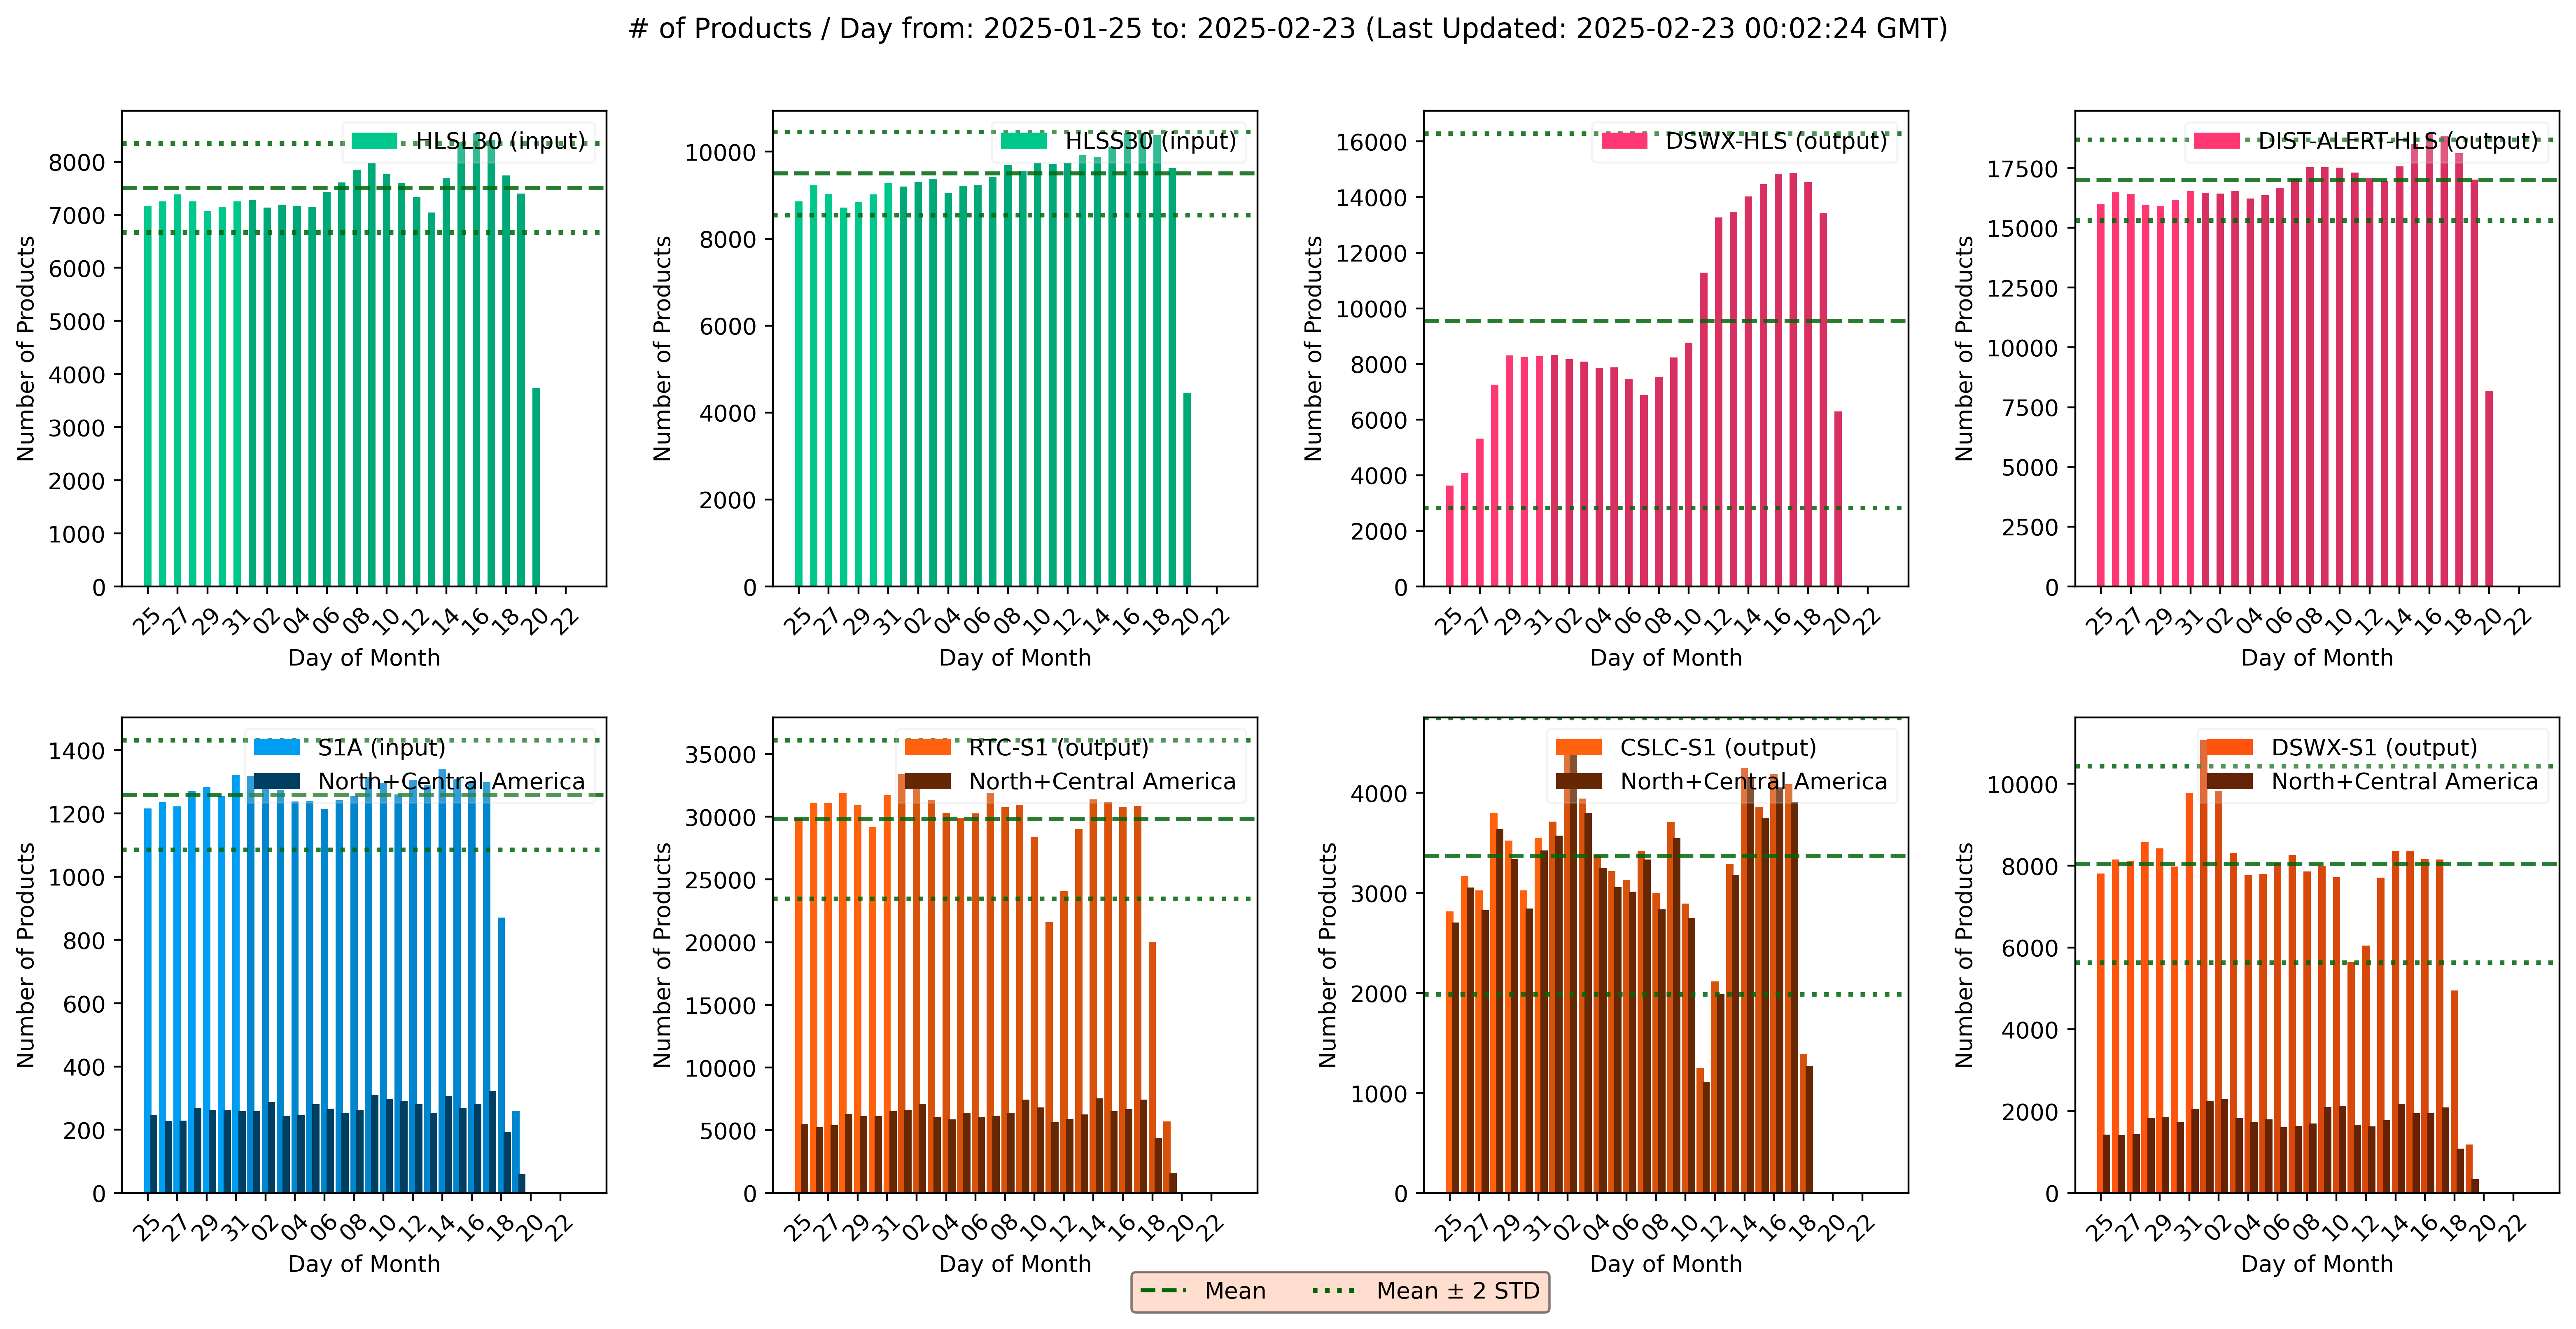 # of Products / Day from: 2025-01-25 to: 2025-02-23 (Last Updated: 2025-02-23 00:02:24 GMT)
HLSL30 (input)
Number of Products
8000
7000
6000
5000
4000
3000
2000
1000
0
25 27 29 31 02 04 06 08 10 12 14 16 18 20 22
Day of Month
HLSS30 (input)
Number of Products
10000
8000
6000
4000
2000
0
25 27 29 31 02 04 06 08 10 12 14 16 18 20 22
Day of Month
DSWX-HLS (output)
Number of Products
16000
14000
12000
10000
8000
6000
4000
2000
0
25 27 29 31 02 04 06 08 10 12 14 16 18 20 22
Day of Month
DIST-ALERT-HLS (output)
Number of Products
17500
15000
12500
10000
7500
5000
2500
0
25 27 29 31 02 04 06 08 10 12 14 16 18 20 22
Day of Month
S1A (input)
North+Central America
Number of Products
1400
1200
1000
800
600
400
200
0
25 27 29 31 02 04 06 08 10 12 14 16 18 20 22
Day of Month
RTC-S1 (output)
North+Central America
Number of Products
35000
30000
25000
20000
15000
10000
5000
0
25 27 29 31 02 04 06 08 10 12 14 16 18 20 22
Day of Month
CSLC-S1 (output)
North+Central America
Number of Products
4000
3000
2000
1000
0
25 27 29 31 02 04 06 08 10 12 14 16 18 20 22
Day of Month
DSWX-S1 (output)
North+Central America
Number of Products
10000
8000
6000
4000
2000
0
25 27 29 31 02 04 06 08 10 12 14 16 18 20 22
Day of Month
Mean
Mean ± 2 STD